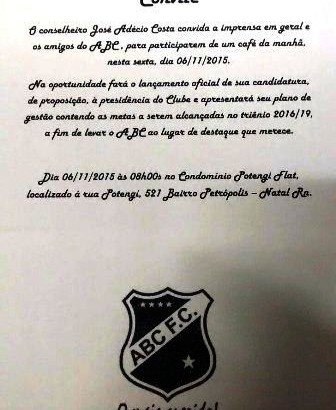 Convite
O conselheiro José Adécio Costa convida a imprensa em geral e
os amigos do ABC, para participarem de um café da manhã,
nesta sexta, dia 06/11/2015.
Na oportunidade fará o lançamento oficial de sua candidatura,
de proposição, à presidência do Clube e apresentará seu plano de
gestão contendo as metas a serem alcançadas no triênio 2016/19,
a fim de levar o ABC ao lugar de destaque que merece.
Dia 06/11/2015 às 08h00s no Condomínio Potengi Flat,
localizado à rua Potengi, 521 Bairro Petrópolis – Natal Rn.
ABC F.C.